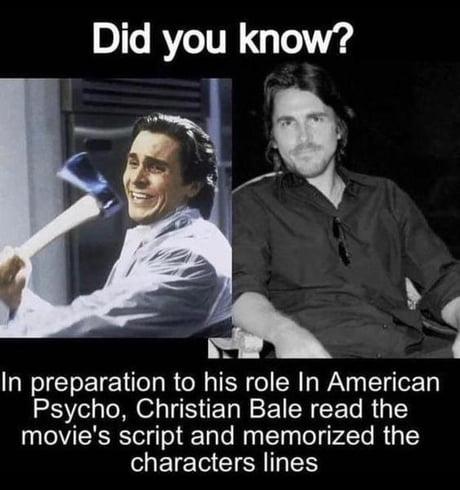 Did you know?
In preparation to his role In American
Psycho, Christian Bale read the
movie's script and memorized the
characters lines